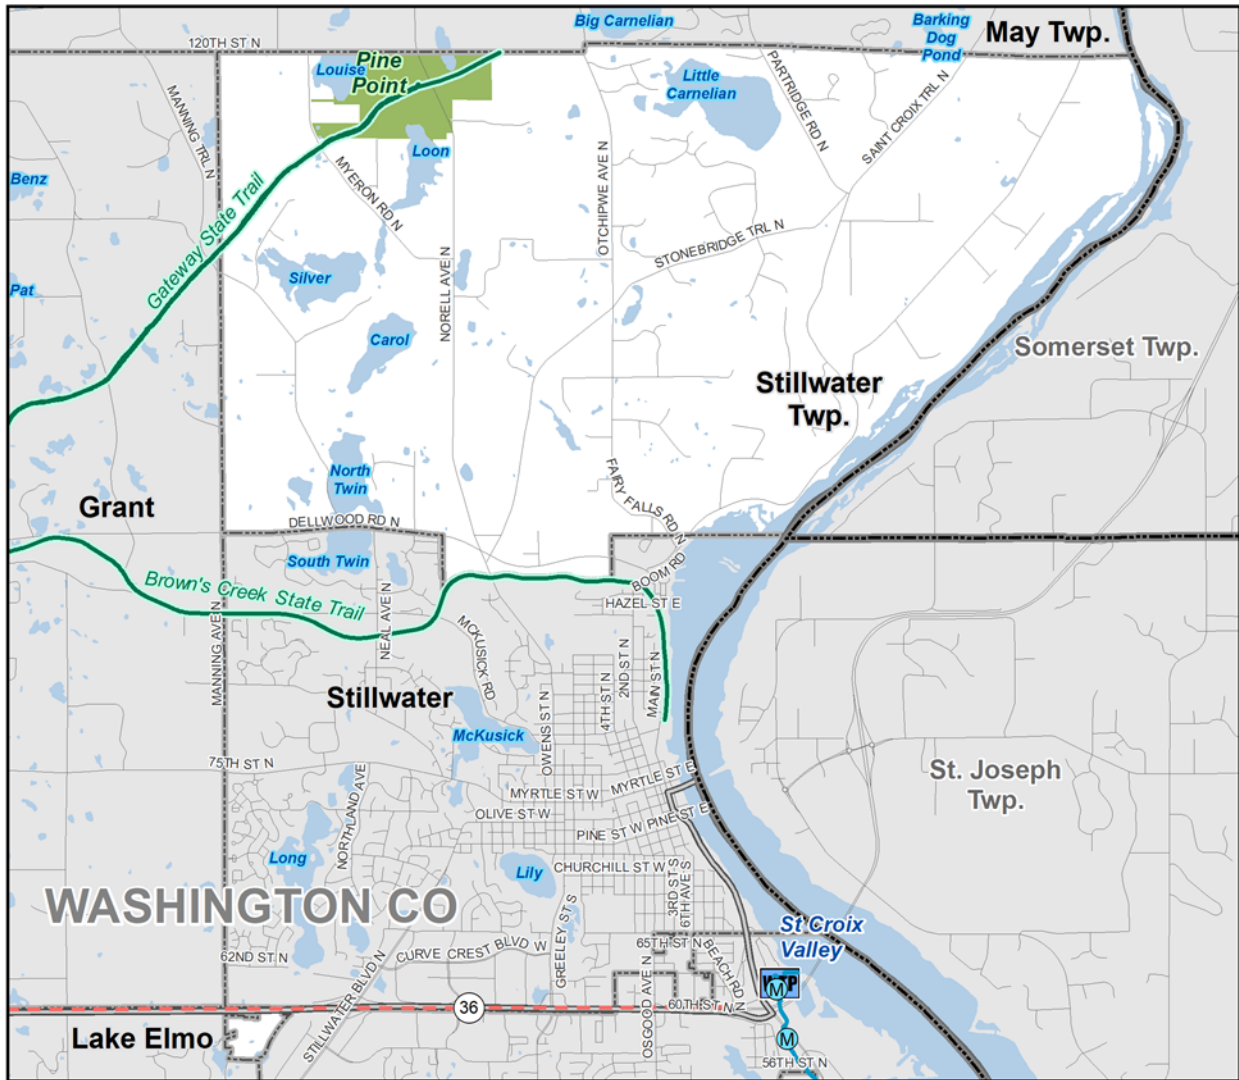 Big Carnelian
Barking
Dog
Pond
May Twp.
120TH ST N
Louise
Pine
Point
Little
Carnelian
PARTRIDGE RD N
SAINT CROIX TRL N
MANNING TRL N
Loon
Benz
MYERON RD N
OTCHIPWE AVE N
Gateway State Trail
STONEBRIDGE TRL N
Silver
Pat
NORELL AVE N
Carol
Somerset Twp.
Stillwater
Twp.
North
Twin
FAIRY FALLS RD N
Grant
DELLWOOD RD N
South Twin
BOOM RD
Brown's Creek State Trail
HAZEL ST E
NEAL AVE N
MANNING AVE N
MCKUSICK RD
2ND ST N
4TH ST N
MAIN ST N
Stillwater
OWENS ST N
McKusick
75TH ST N
St. Joseph
Twp.
MYRTLE ST E
MYRTLE ST W
NORTHLAND AVE
OLIVE ST W
PINE ST W
PINE ST E
Long
Lily
CHURCHILL ST W
3RD ST S
6TH AVE S
WASHINGTON CO
GREELEY ST S
St Croix
Valley
65TH ST N
CURVE CREST BLVD W
62ND ST N
BEACH RD N
OSGOOD AVE N
STILLWATER BLVD N
M
60TH ST N
36
Lake Elmo
M
56TH ST N